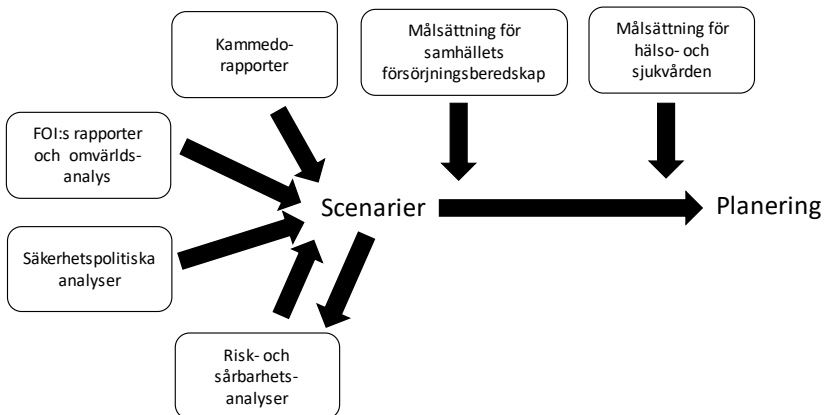 Kammedo-
rapporter
Målsättning för
samhällets
försörjningsberedskap
Målsättning för
hälso- och
sjukvården
FOI:s rapporter
och omvärlds-
analys
Scenarier
Planering
Säkerhetspolitiska
analyser
Risk- och
sårbarhets-
analyser